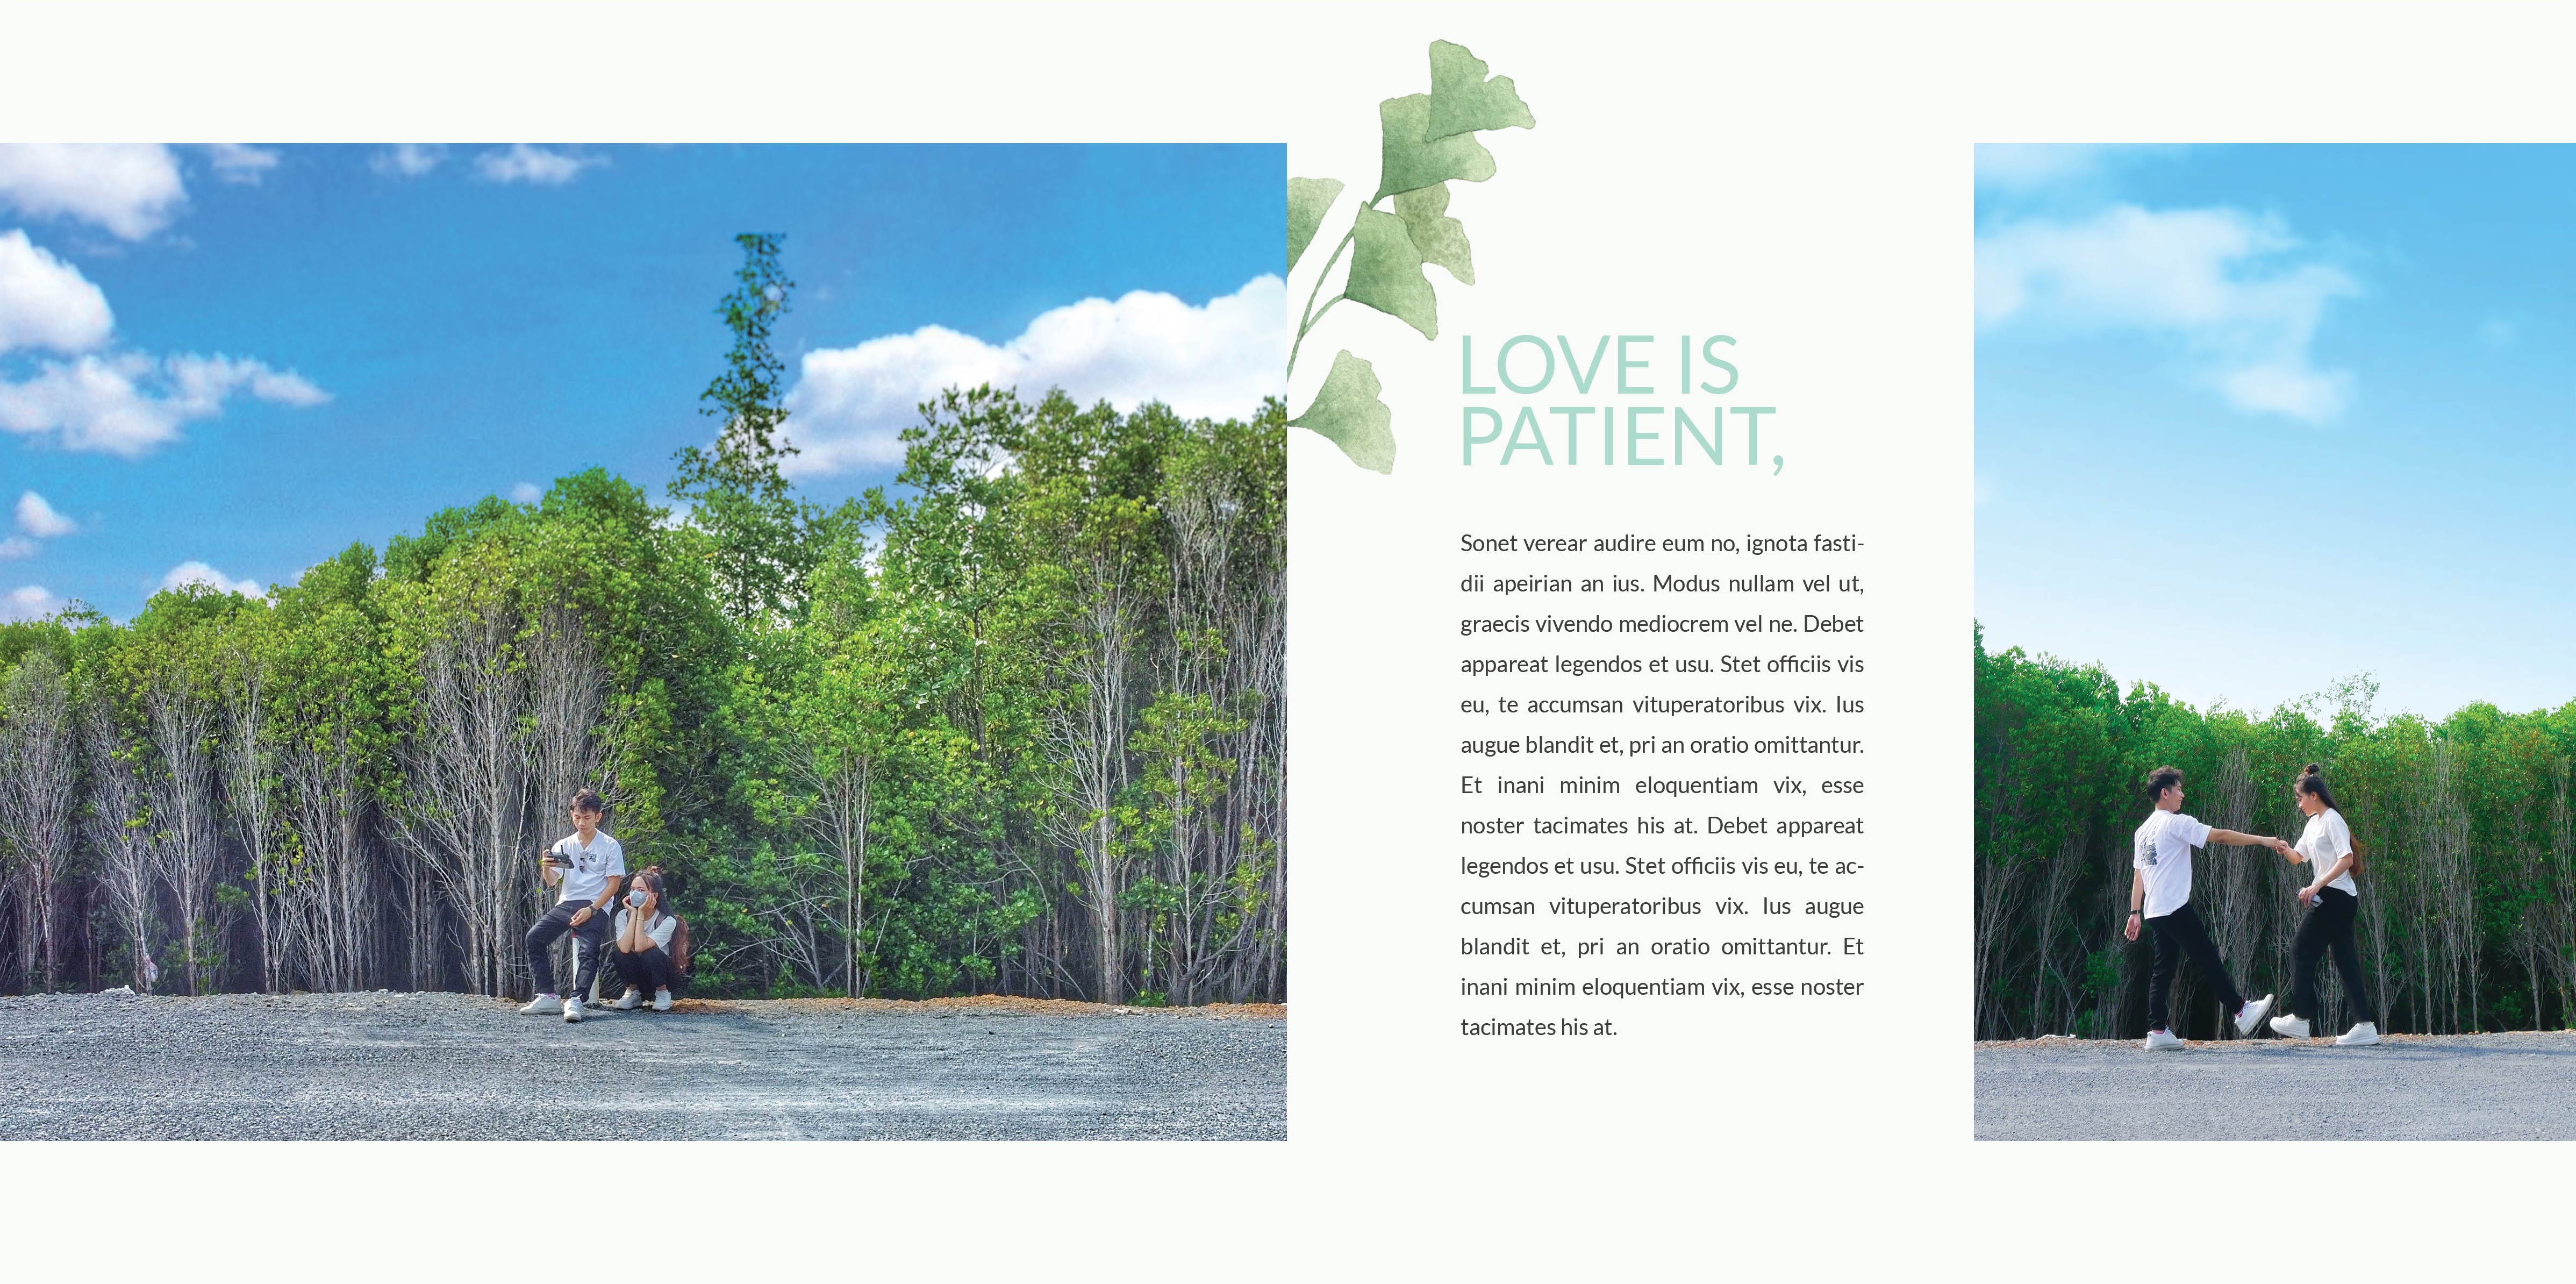 LOVE IS
PATIENT,
Sonet verear audire eum no, ignota fasti-
dii apeirian an ius. Modus nullam vel ut,
graecis vivendo mediocrem vel ne. Debet
appareat legendos et usu. Stet officiis vis
eu, te accumsan vituperatoribus vix. Ius
augue blandit et, pri an oratio omittantur.
Et inani minim eloquentiam vix, esse
noster tacimates his at. Debet appareat
legendos et usu. Stet officiis vis eu, te ac-
cumsan vituperatoribus vix. Ius augue
blandit et, pri an oratio omittantur. Et
inani minim eloquentiam vix, esse noster
tacimates his at.